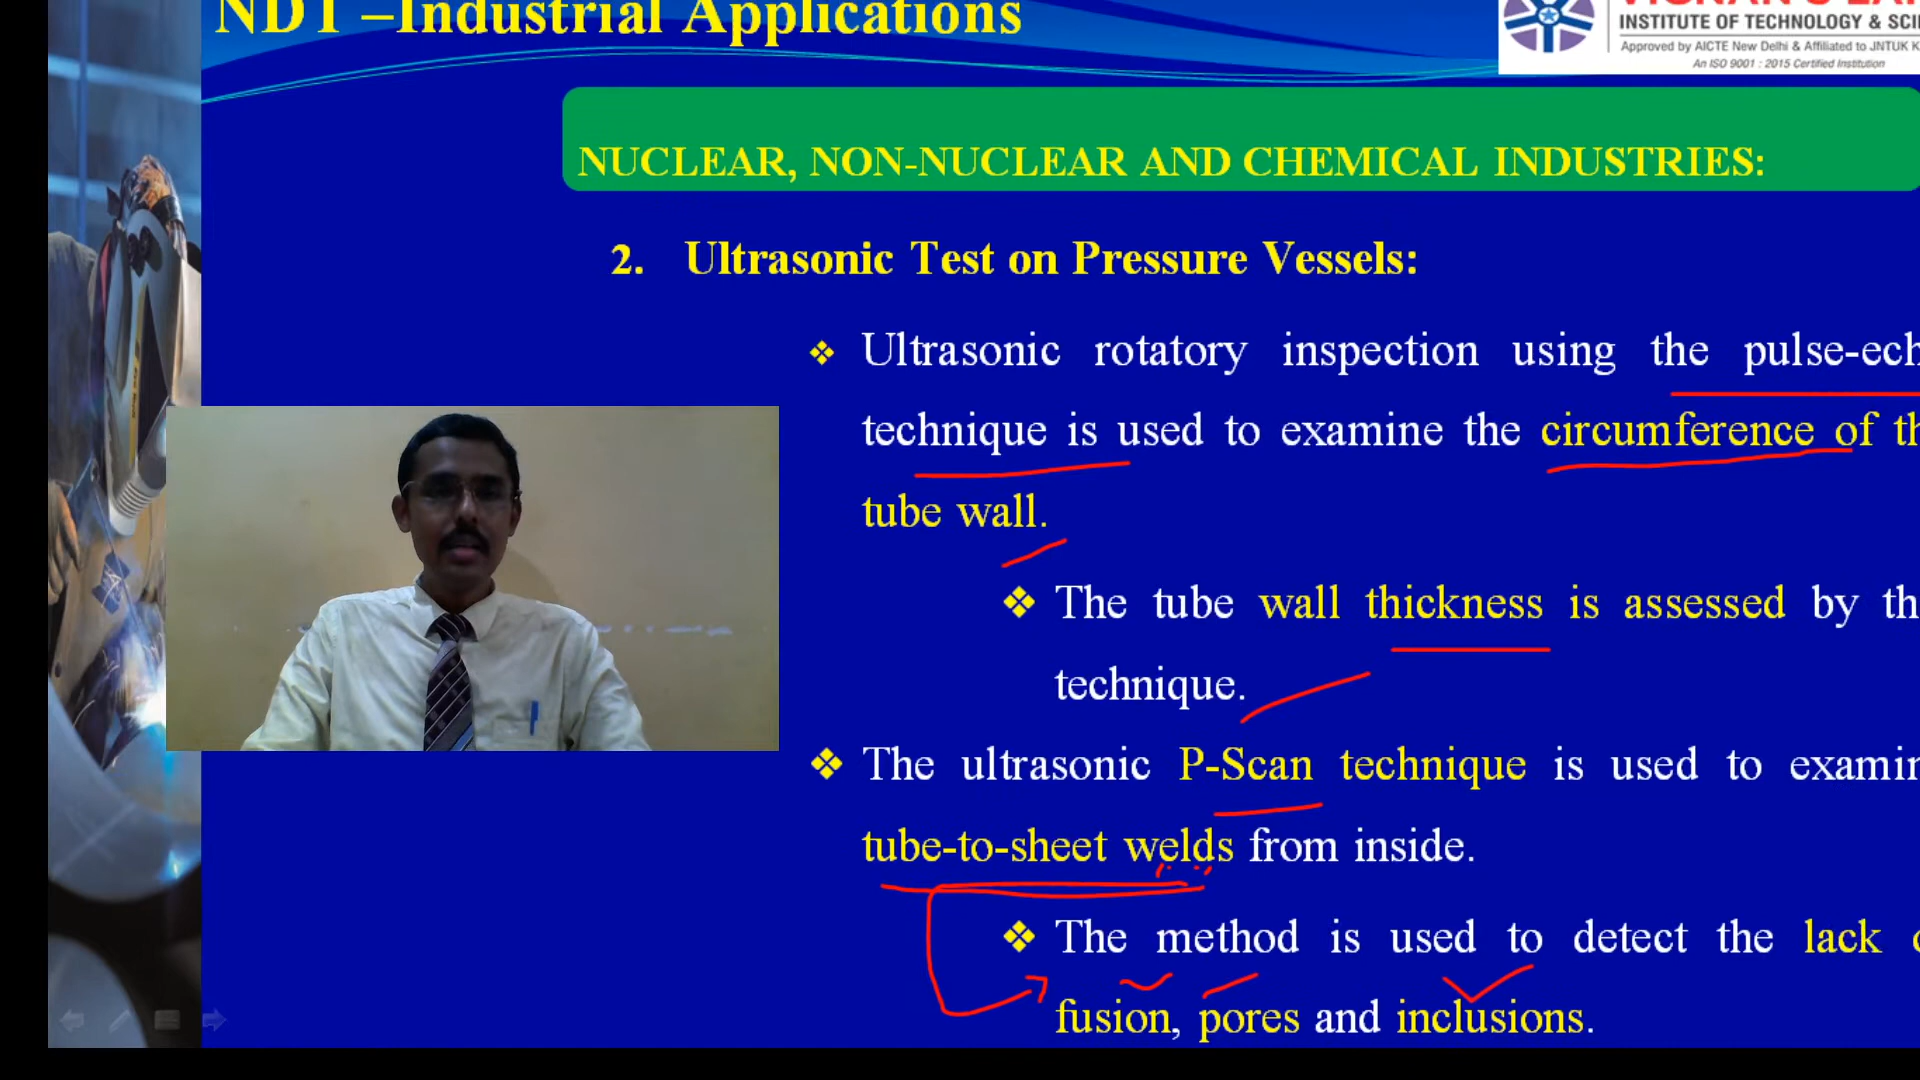 NDT –Industrial Applications
INSTITUTE OF TECHNOLOGY & SCI
Approved by AICTE New Delhi & Affiliated to JNTUK K
An ISO 9001 : 2015 Certified Institution
NUCLEAR, NON-NUCLEAR AND CHEMICAL INDUSTRIES:
2. Ultrasonic Test on Pressure Vessels:
❖ Ultrasonic rotatory inspection using the pulse-ech
technique is used to examine the circumference of th
tube wall.
❖ The tube wall thickness is assessed by th
technique.
❖ The ultrasonic P-Scan technique is used to examin
tube-to-sheet welds from inside.
❖ The method is used to detect the lack
fusion, pores and inclusions.